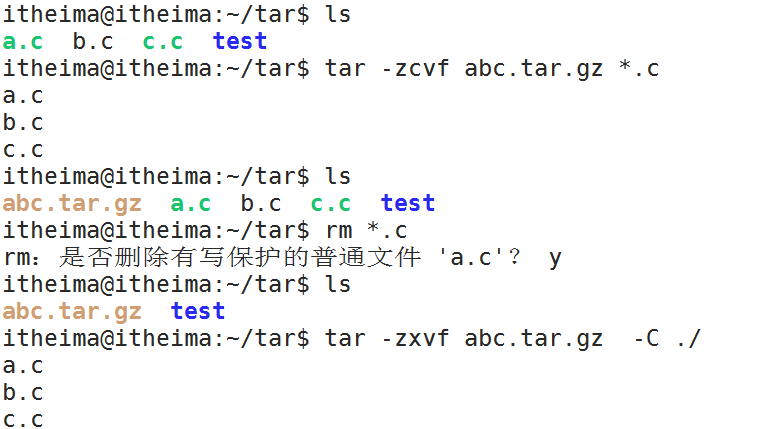 itheima@itheima:~/tar$ ls
a.c  b.c  c.c  test
itheima@itheima:~/tar$ tar -zcvf abc.tar.gz *.c
a.c
b.c
c.c
itheima@itheima:~/tar$ ls
abc.tar.gz  a.c  b.c  c.c  test
itheima@itheima:~/tar$ rm *.c
rm：是否删除有写保护的普通文件 'a.c'？ y
itheima@itheima:~/tar$ ls
abc.tar.gz  test
itheima@itheima:~/tar$ tar -zxvf abc.tar.gz  -C ./
a.c
b.c
c.c